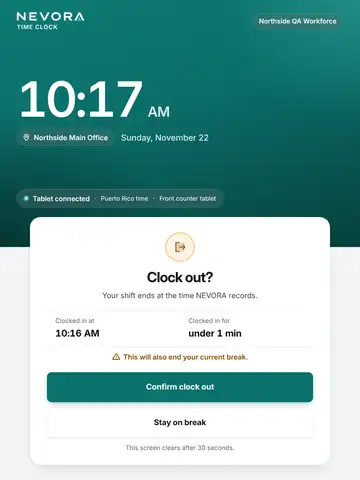 NEVORA
TIME CLOCK
Northside QA Workforce
10:17 AM
Northside Main Office Sunday, November 22
Tablet connected · Puerto Rico time · Front counter tablet
Clock out?
Your shift ends at the time NEVORA records.
Clocked in at Clocked in for
10:16 AM under 1 min
This will also end your current break.
Confirm clock out
Stay on break
This screen clears after 30 seconds.